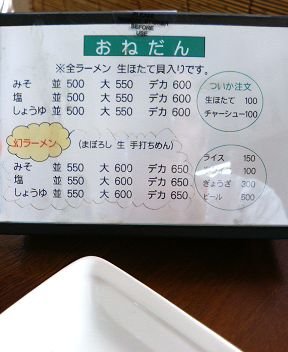 BEFORE
USE
おねだん
※全ラーメン 生ほたて貝入りです。
みそ 並 500 大 550 デカ 600
塩 並 500 大 550 デカ 600
しょうゆ 並 500 大 550 デカ 600
ついか注文
生ほたて 100
チャーシュー100
幻ラーメン (まぼろし 生 手打ちめん)
みそ 並 550 大 600 デカ 650
塩 並 550 大 600 デカ 650
しょうゆ 並 550 大 600 デカ 650
ライス 150
100
ぎょうざ 300
ビール 500